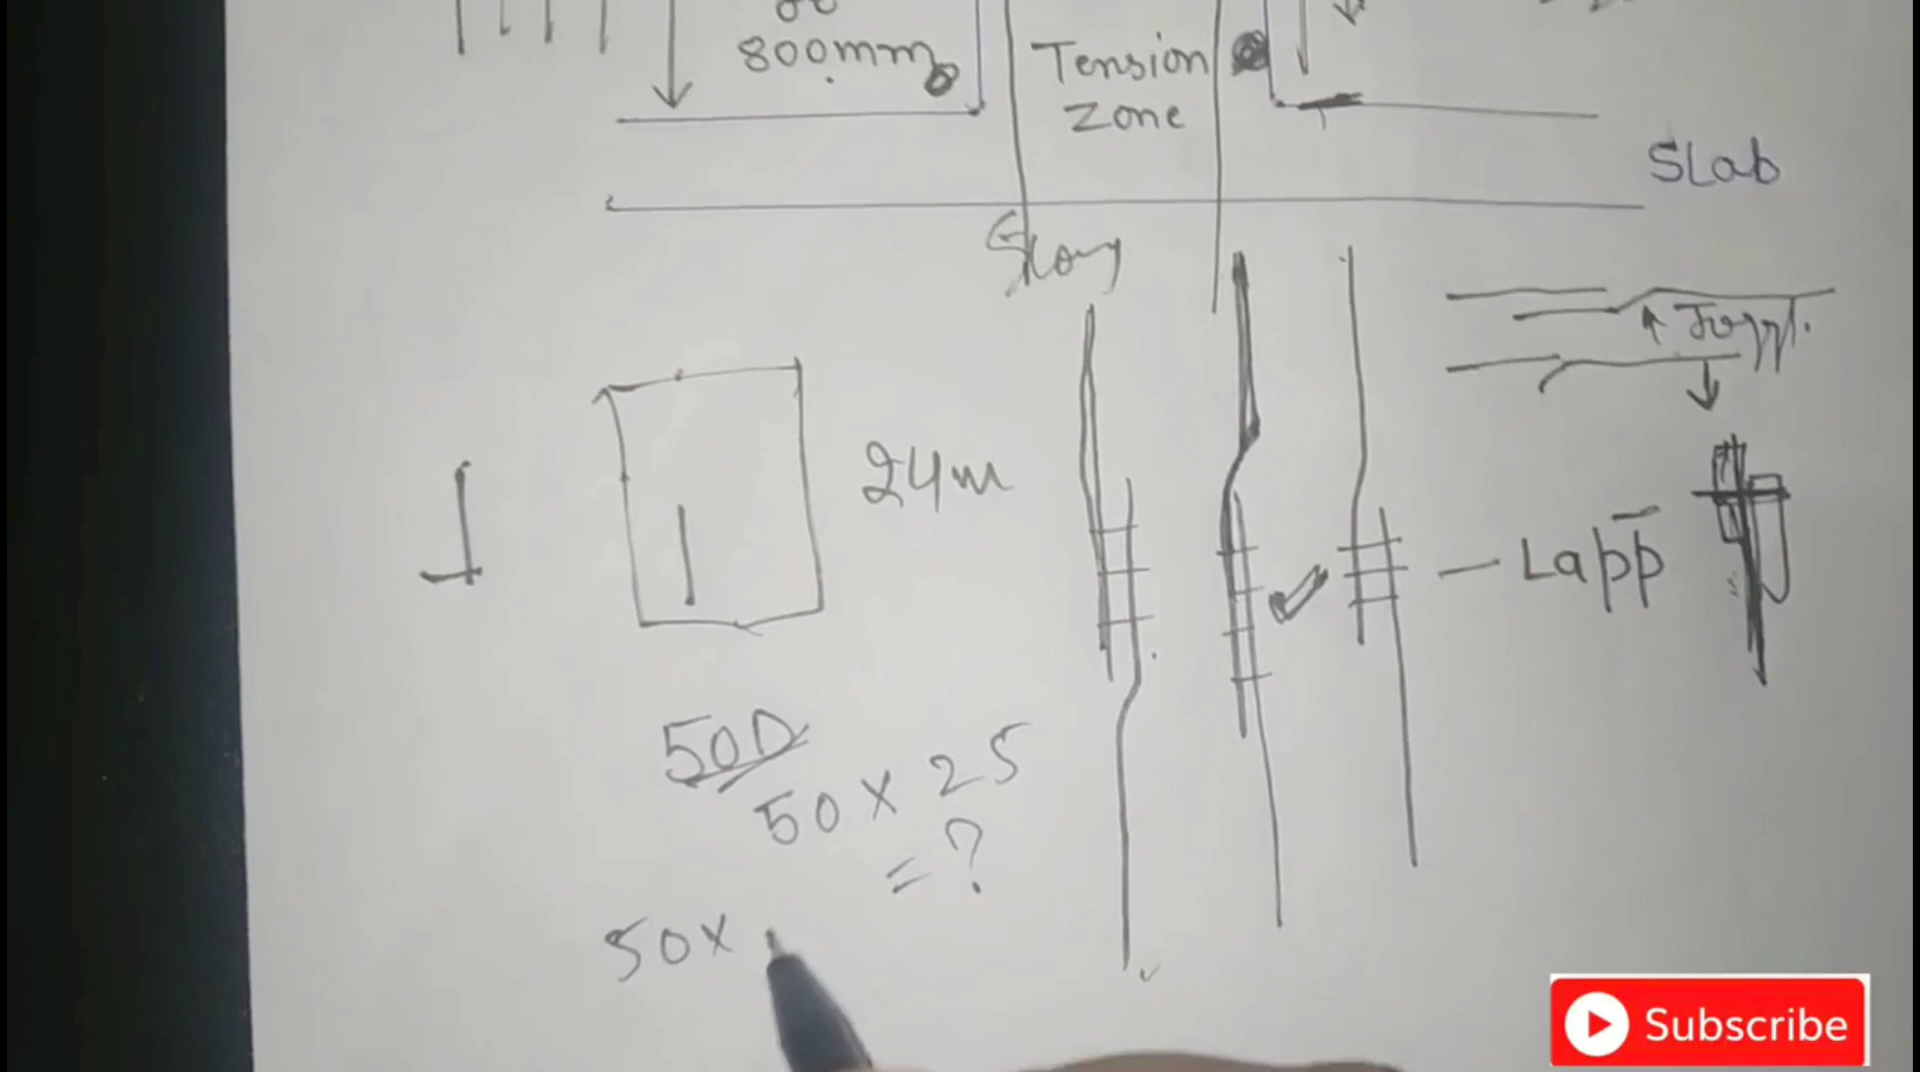 800mm
Tension
zone
SLab
24m
Lapp
50D
50 x 25
= ?
50x
Subscribe